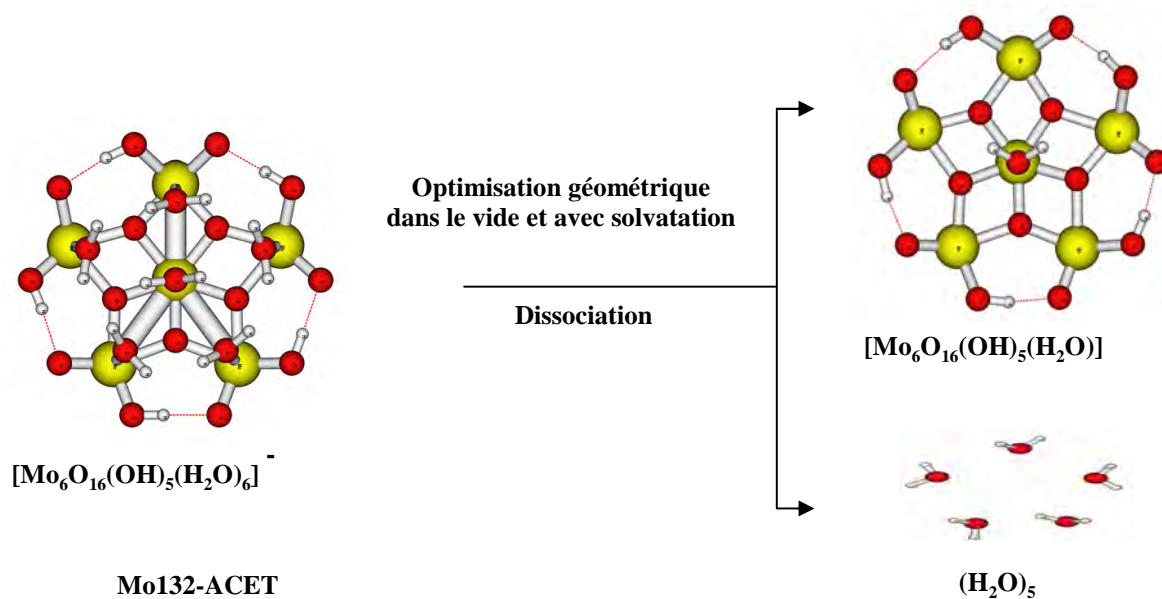 Optimisation géométrique
dans le vide et avec solvatation
Dissociation
[Mo₆O₁₆(OH)₅(H₂O)₆]⁻
Mo132-ACET
[Mo₆O₁₆(OH)₅(H₂O)]
(H₂O)₅